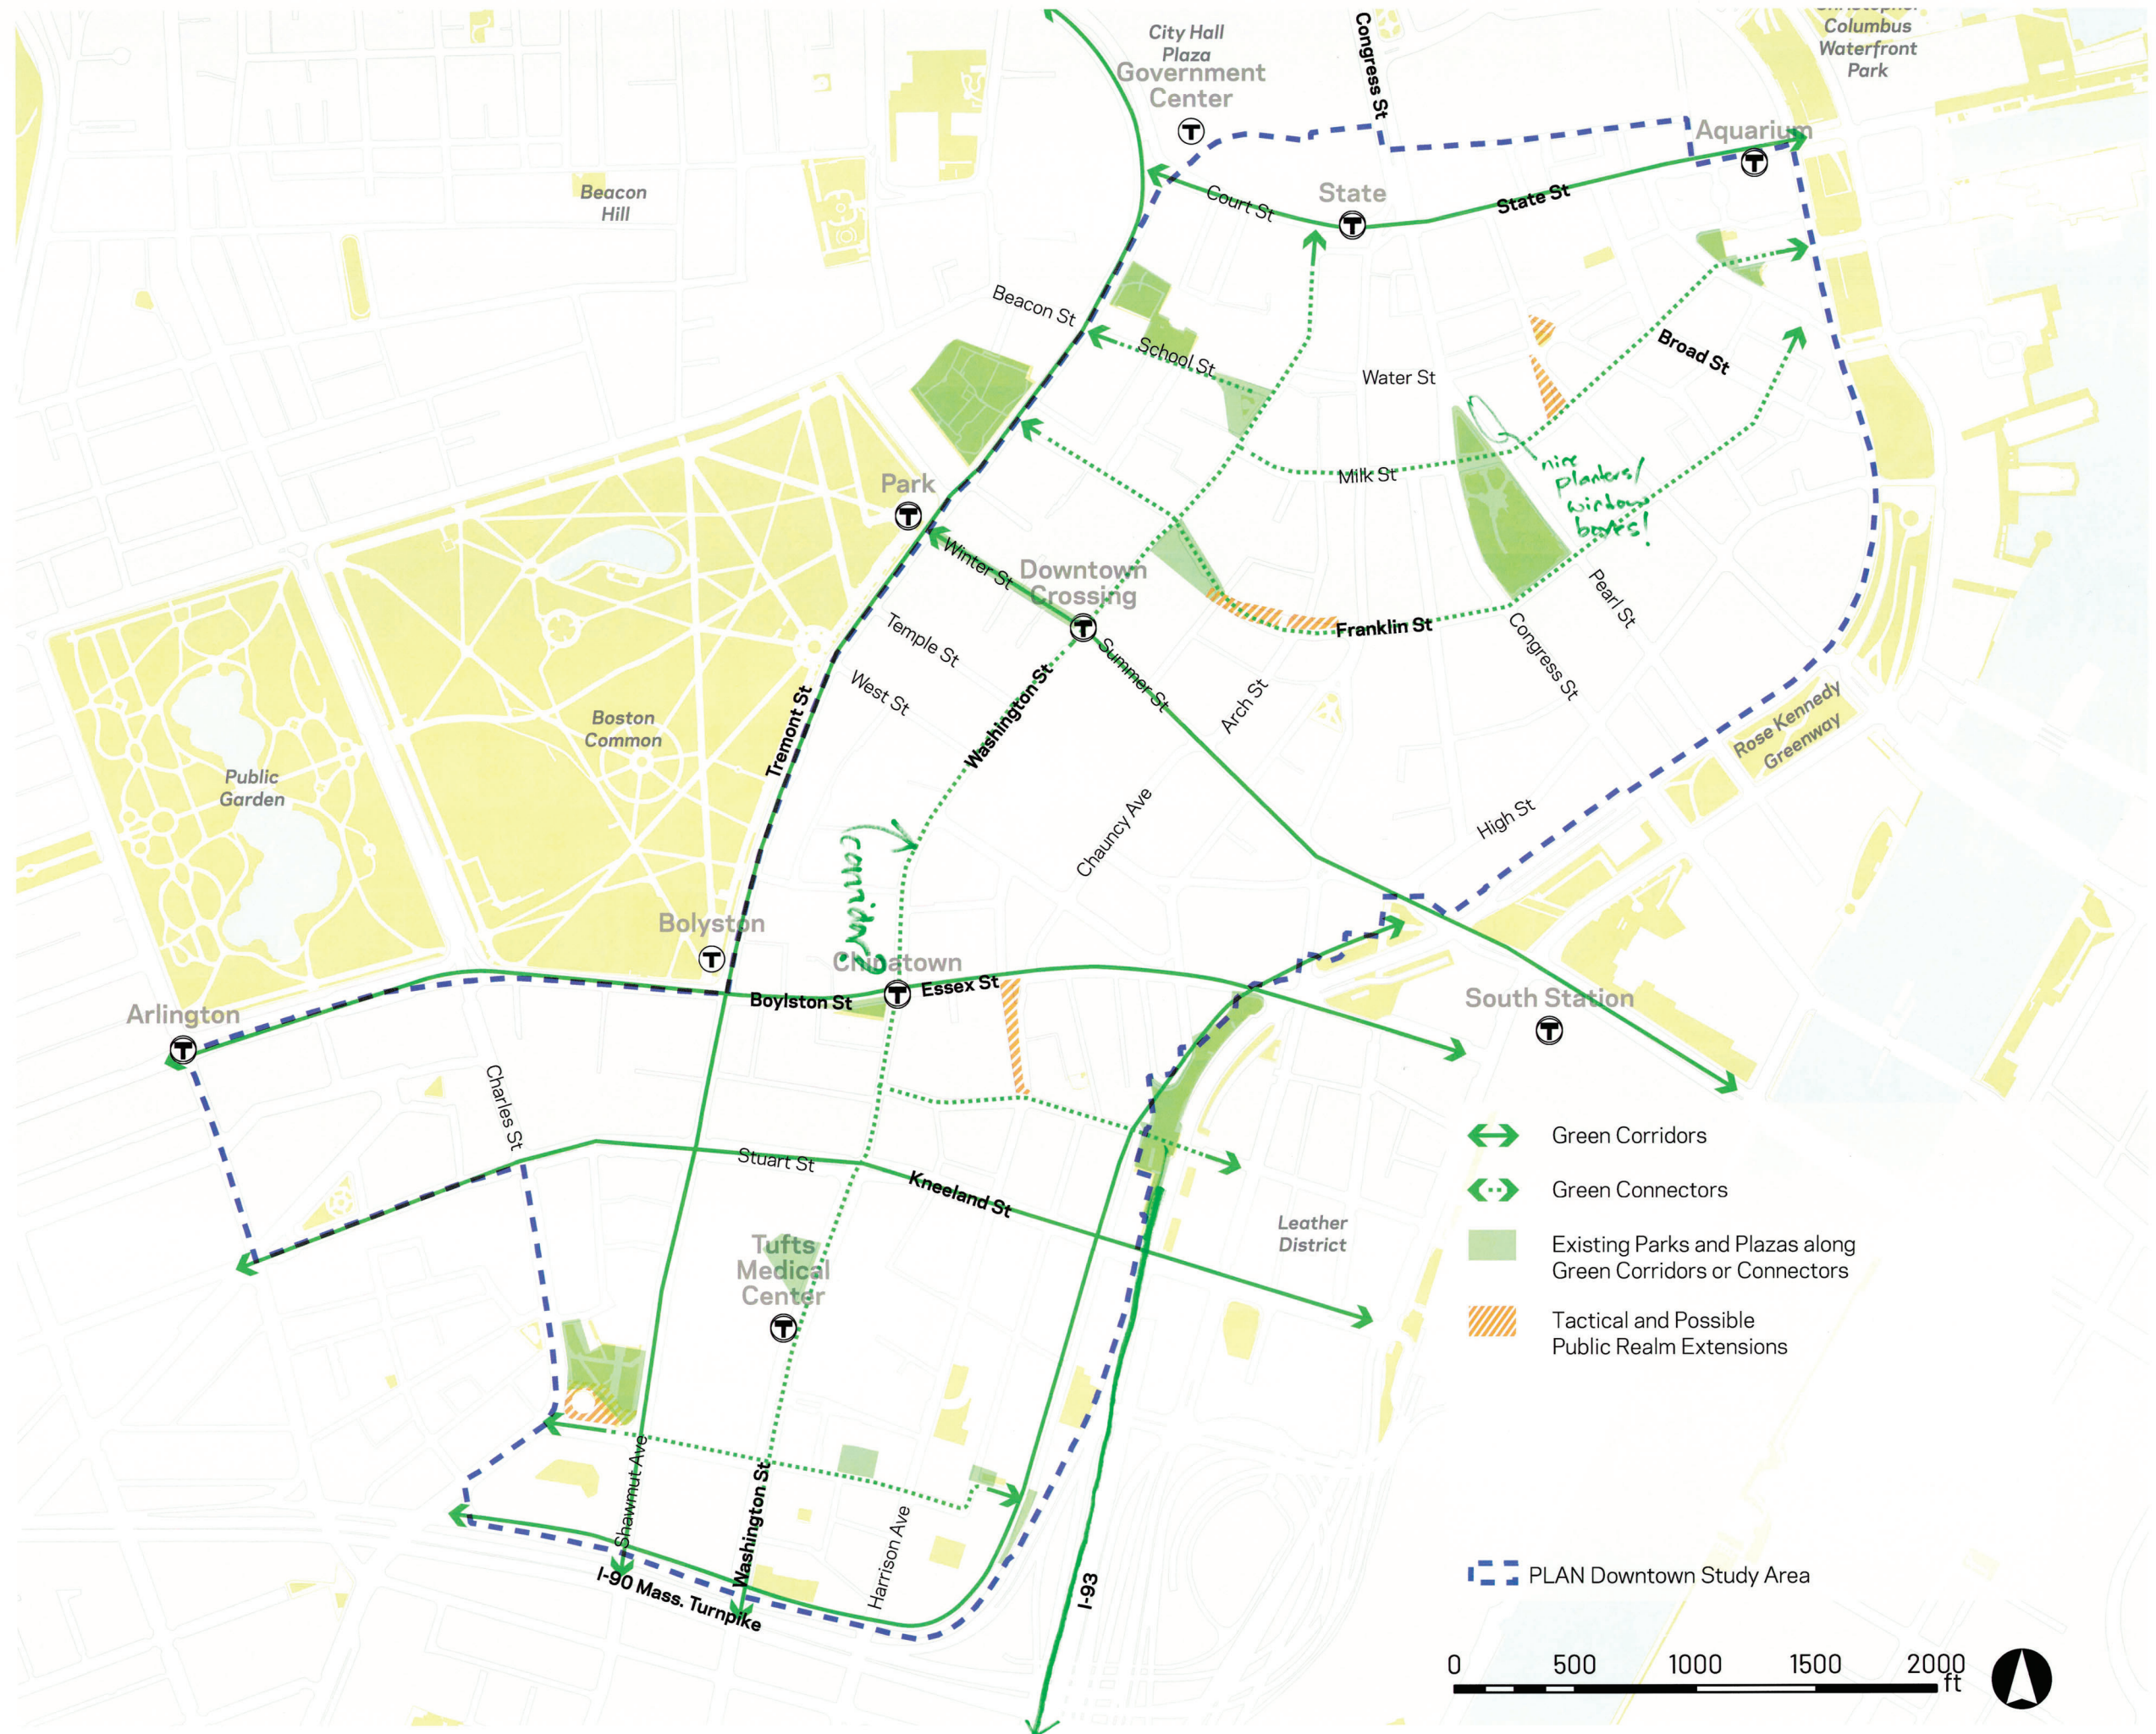 City Hall
Plaza
Government
Center
Congress St
Columbus
Waterfront
Park
Aquarium
Beacon
Hill
Court St
State
State St
Beacon St
School St
Water St
Broad St
Milk St
nice
planters/
window
boxes!
Park
Winter St
Downtown
Crossing
Franklin St
Pearl St
Congress St
Temple St
West St
Summer St
Washington St
Arch St
Tremont St
Boston
Common
Public
Garden
Rose Kennedy
Greenway
High St
Chauncy Ave
corridor?
Bolyston
Chinatown
Boylston St
Essex St
Arlington
South Station
Charles St
Stuart St
Kneeland St
Leather
District
Tufts
Medical
Center
Shawmut Ave
Washington St
Harrison Ave
I-90 Mass. Turnpike
I-93
Green Corridors
Green Connectors
Existing Parks and Plazas along
Green Corridors or Connectors
Tactical and Possible
Public Realm Extensions
PLAN Downtown Study Area
0 500 1000 1500 2000
ft